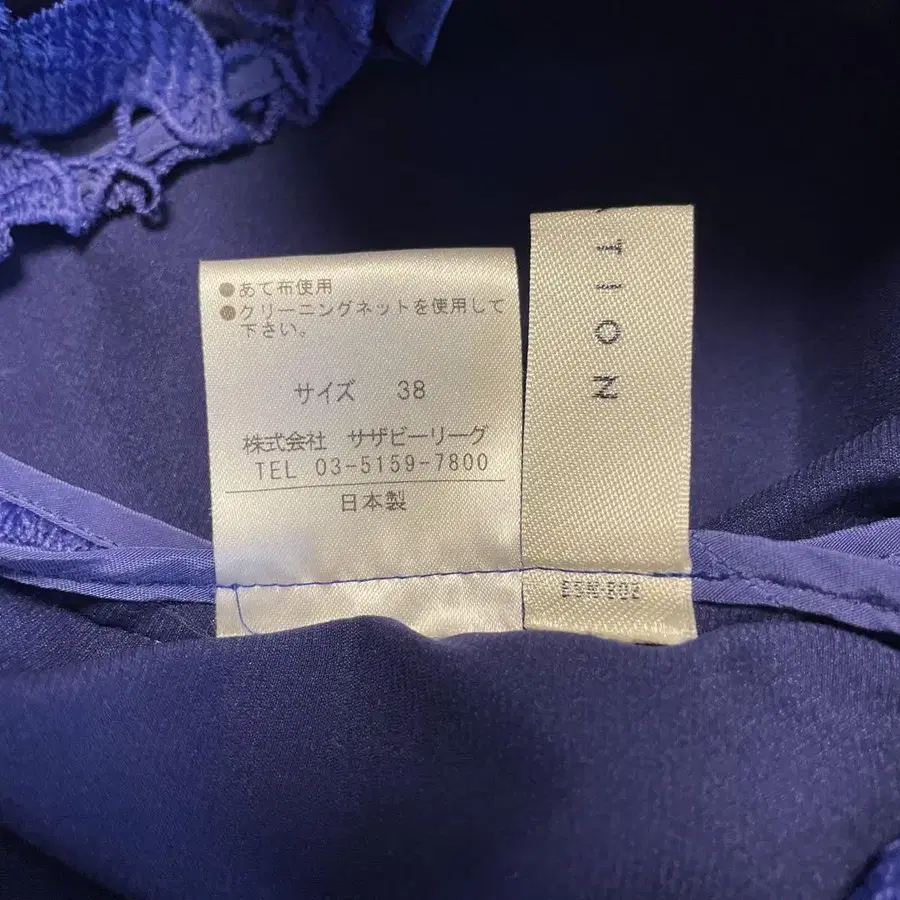 ●あて布使用
●クリーニングネットを使用して
下さい。
サイズ 38
株式会社 サザビーリーグ
TEL 03-5159-7800
日本製
TION